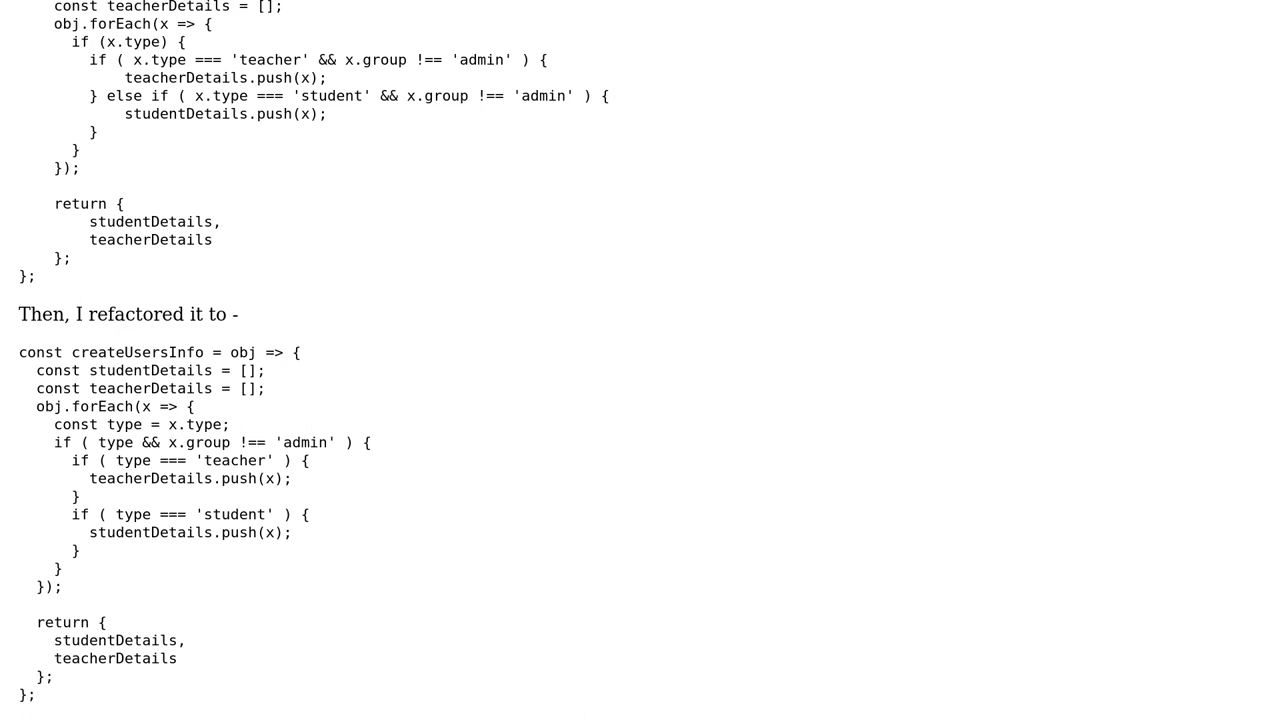 const teacherDetails = [];
    obj.forEach(x => {
      if (x.type) {
        if ( x.type === 'teacher' && x.group !== 'admin' ) {
            teacherDetails.push(x);
        } else if ( x.type === 'student' && x.group !== 'admin' ) {
            studentDetails.push(x);
        }
      }
    });

    return {
        studentDetails,
        teacherDetails
    };
};
Then, I refactored it to -
const createUsersInfo = obj => {
  const studentDetails = [];
  const teacherDetails = [];
  obj.forEach(x => {
    const type = x.type;
    if ( type && x.group !== 'admin' ) {
      if ( type === 'teacher' ) {
        teacherDetails.push(x);
      }
      if ( type === 'student' ) {
        studentDetails.push(x);
      }
    }
  });

  return {
    studentDetails,
    teacherDetails
  };
};